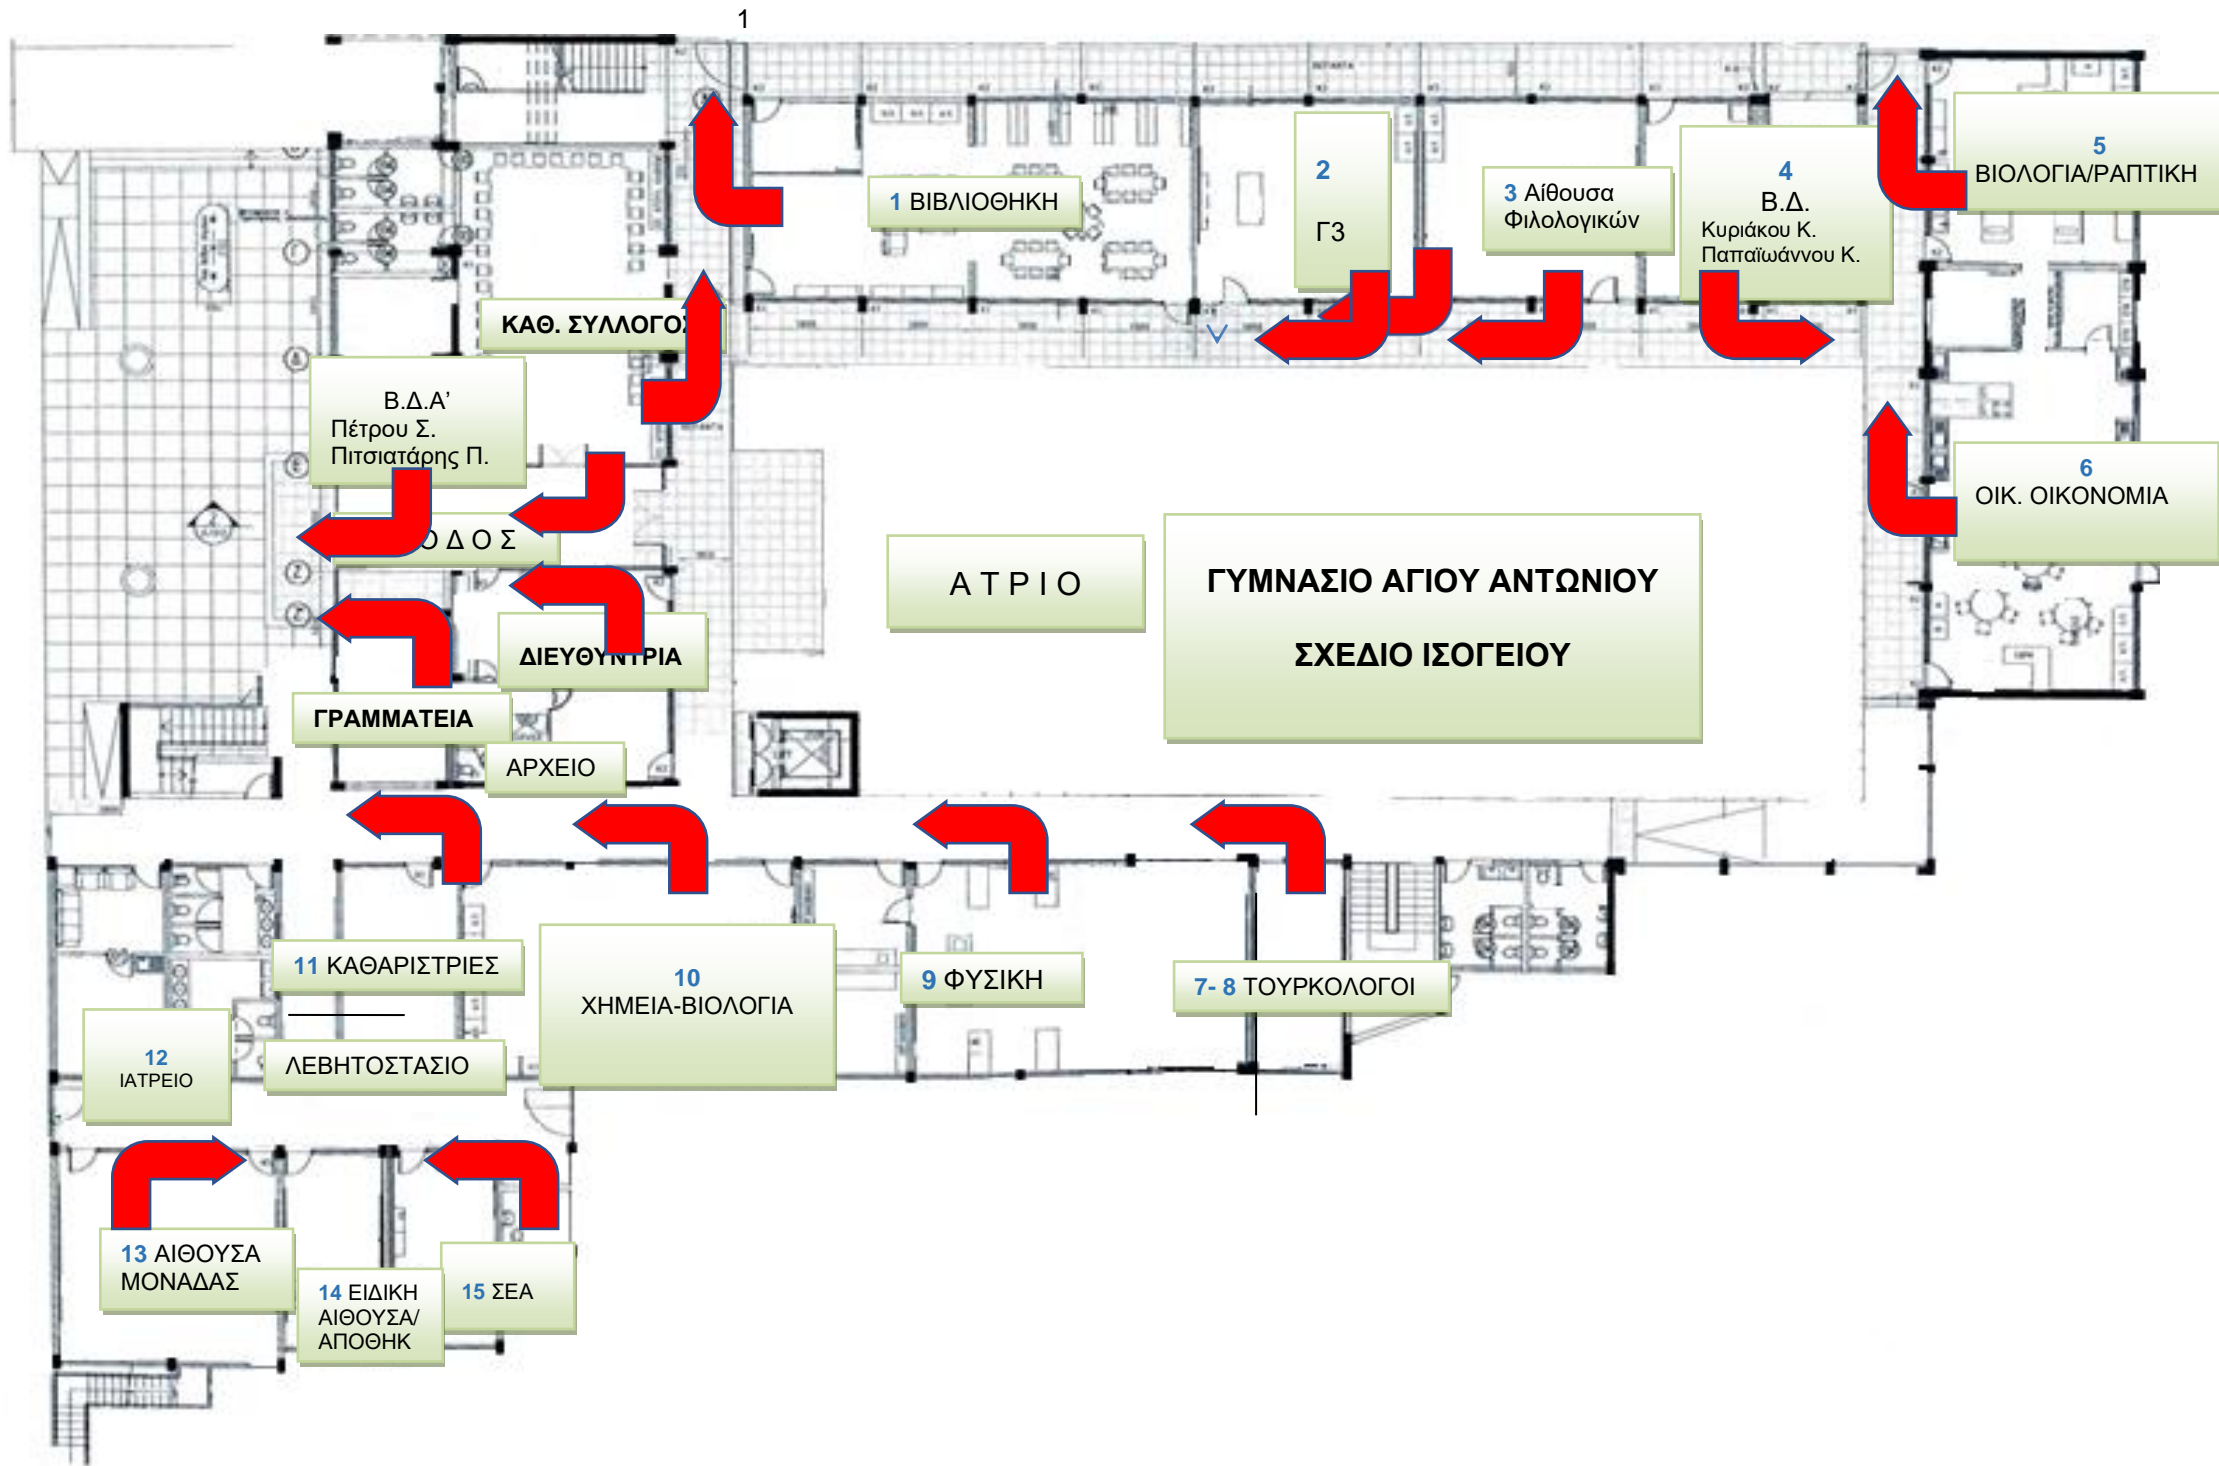 1
1 ΒΙΒΛΙΟΘΗΚΗ
2
Γ3
3 Αίθουσα
Φιλολογικών
4
Β.Δ.
Κυριάκου Κ.
Παπαϊωάννου Κ.
5
ΒΙΟΛΟΓΙΑ/ΡΑΠΤΙΚΗ
ΚΑΘ. ΣΥΛΛΟΓΟΣ
Β.Δ.Α’
Πέτρου Σ.
Πιτσιατάρης Π.
Ο Δ Ο Σ
6
ΟΙΚ. ΟΙΚΟΝΟΜΙΑ
Α Τ Ρ Ι Ο
ΓΥΜΝΑΣΙΟ ΑΓΙΟΥ ΑΝΤΩΝΙΟΥ
ΣΧΕΔΙΟ ΙΣΟΓΕΙΟΥ
ΔΙΕΥΘΥΝΤΡΙΑ
ΓΡΑΜΜΑΤΕΙΑ
ΑΡΧΕΙΟ
11 ΚΑΘΑΡΙΣΤΡΙΕΣ
10
ΧΗΜΕΙΑ-ΒΙΟΛΟΓΙΑ
9 ΦΥΣΙΚΗ
7- 8 ΤΟΥΡΚΟΛΟΓΟΙ
12
ΙΑΤΡΕΙΟ
ΛΕΒΗΤΟΣΤΑΣΙΟ
13 ΑΙΘΟΥΣΑ
ΜΟΝΑΔΑΣ
14 ΕΙΔΙΚΗ
ΑΙΘΟΥΣΑ/
ΑΠΟΘΗΚ
15 ΣΕΑ